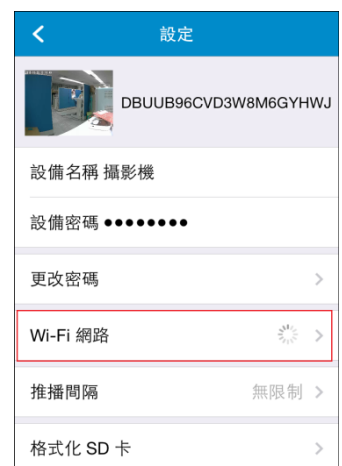 設定
DBUUB96CVD3W8M6GYHWJ
設備名稱 攝影機
設備密碼 ●●●●●●●●
更改密碼
Wi-Fi 網路
推播間隔 無限制
格式化 SD 卡